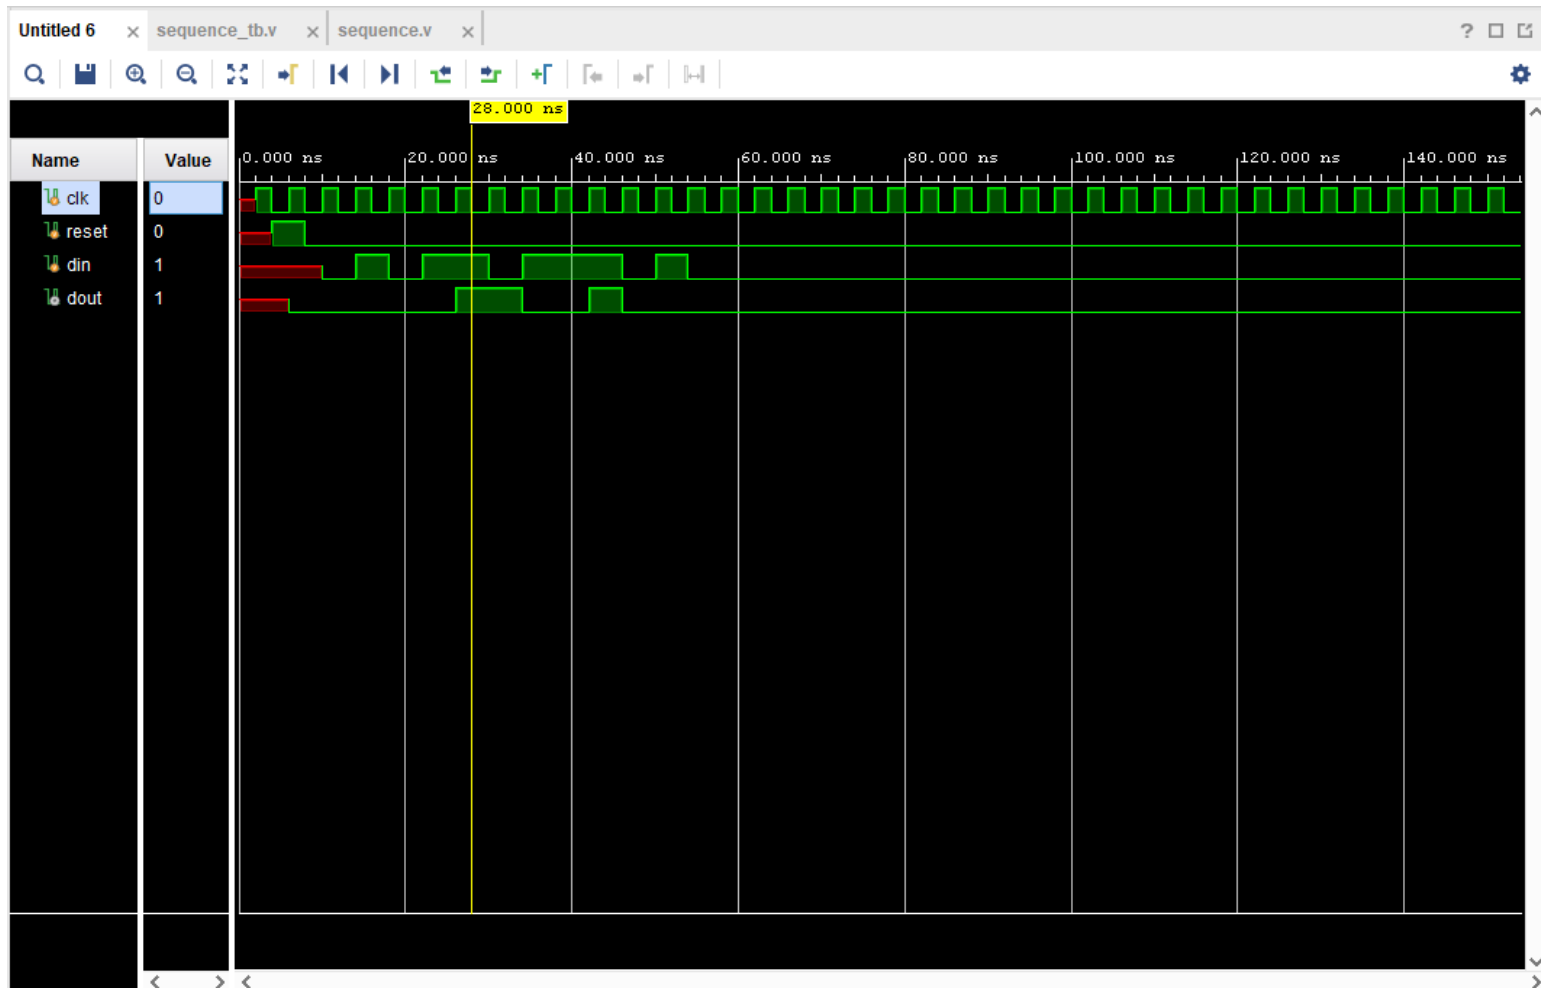 Untitled 6 × sequence_tb.v × sequence.v × ?
28.000 ns
Name Value 0.000 ns 20.000 ns 40.000 ns 60.000 ns 80.000 ns 100.000 ns 120.000 ns 140.000 ns
clk 0
reset 0
din 1
dout 1